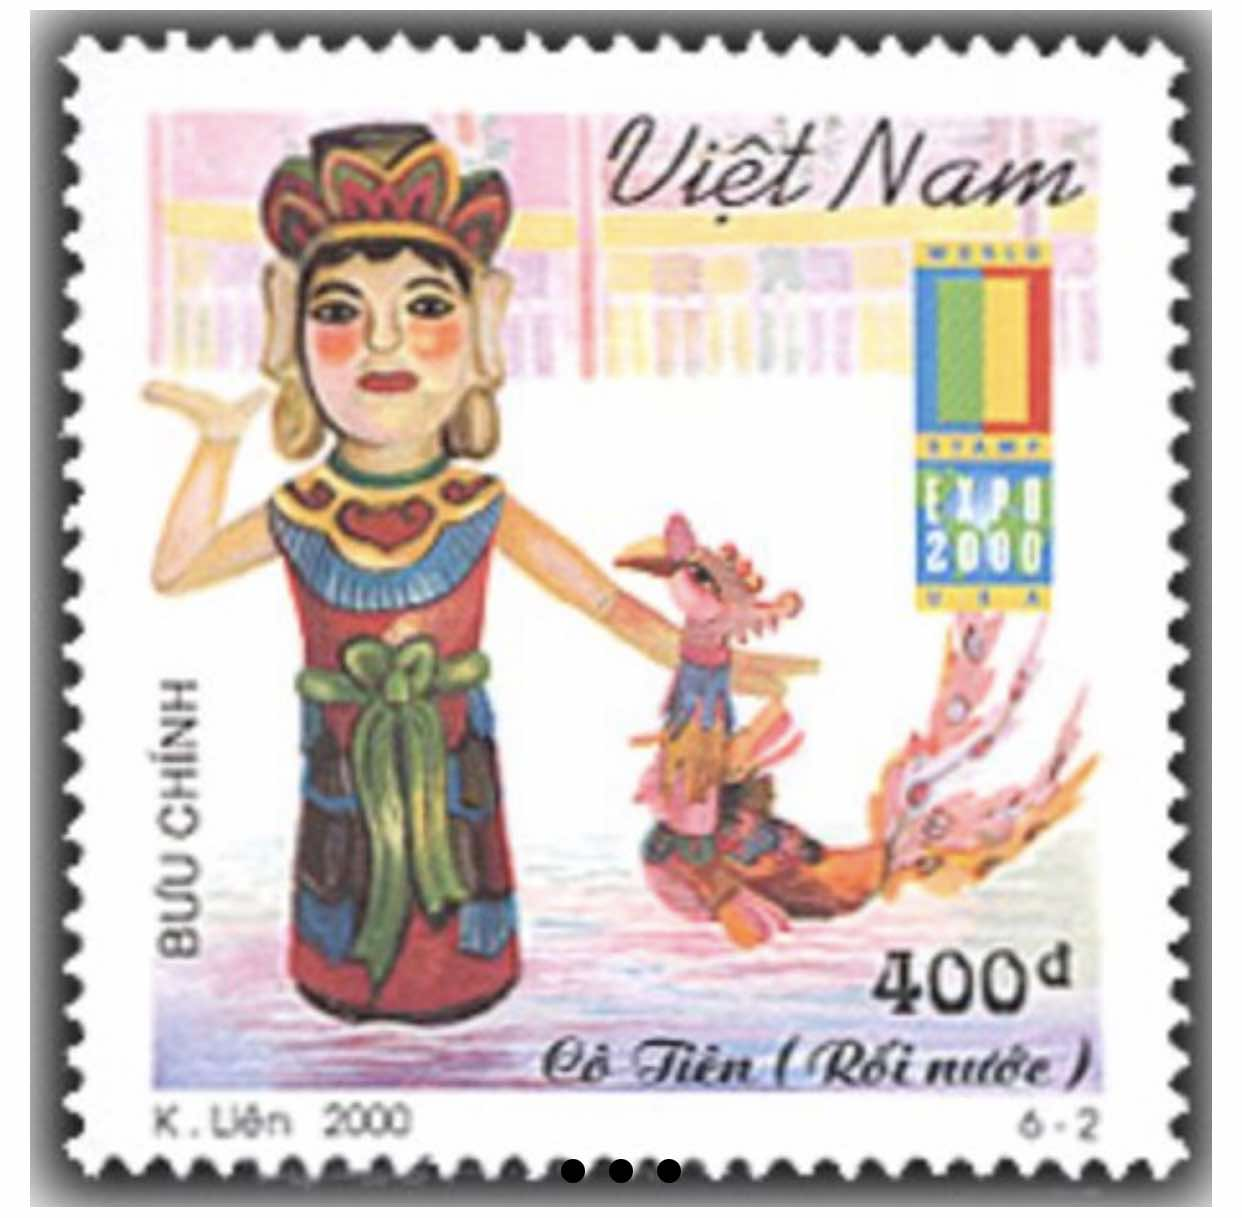 Việt Nam
WORLD
STAMP
EXPO
2000
USA
BƯU CHÍNH
400đ
Cô Tiên ( Rối nước )
K. Liên 2000
6 - 2